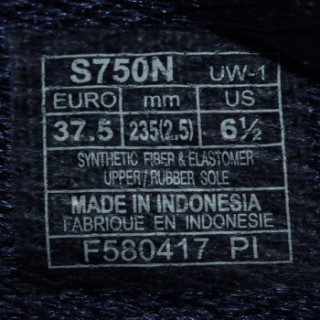 S750N UW-1
EURO mm US
37.5 235(2.5) 6½
SYNTHETIC FIBER & ELASTOMER
UPPER/RUBBER SOLE
MADE IN INDONESIA
FABRIQUE EN INDONESIE
F580417 PI